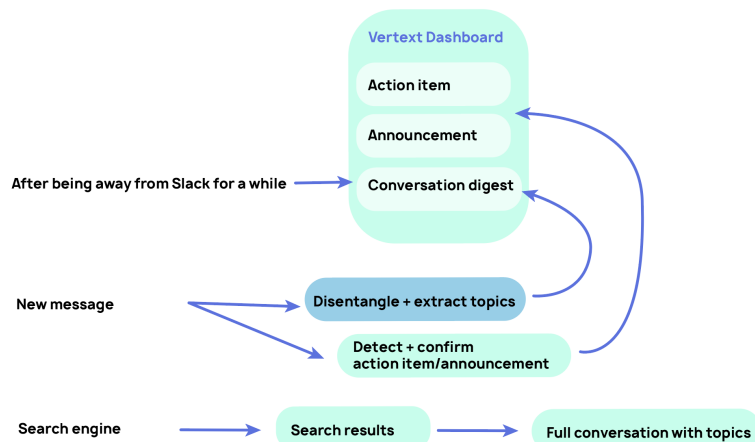 Vertext Dashboard
Action item
Announcement
After being away from Slack for a while
Conversation digest
New message
Disentangle + extract topics
Detect + confirm
action item/announcement
Search engine
Search results
Full conversation with topics